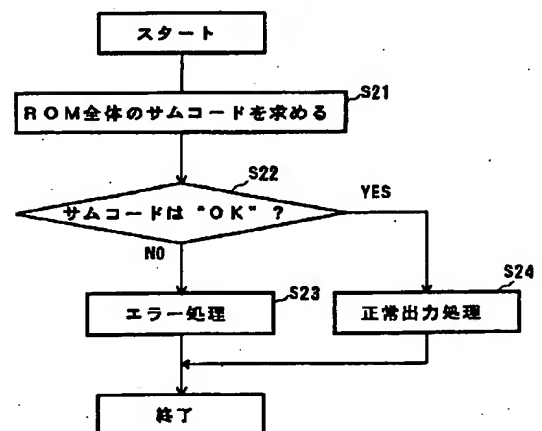 スタート
S21
ROM全体のサムコードを求める
S22
サムコードは“OK”?
YES
NO
S23
エラー処理
S24
正常出力処理
終了